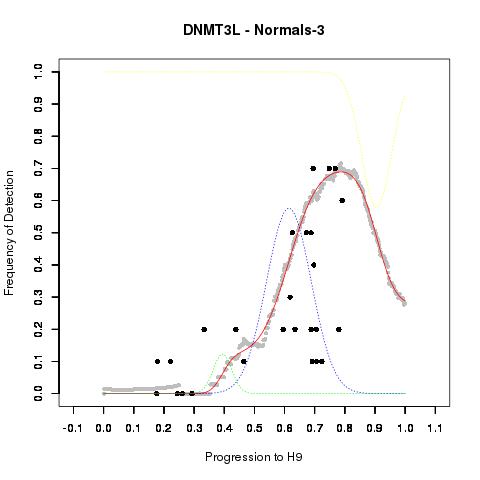 DNMT3L - Normals-3
1.0
0.9
0.8
0.7
0.6
0.5
0.4
0.3
0.2
0.1
0.0
Frequency of Detection
-0.1 0.0 0.1 0.2 0.3 0.4 0.5 0.6 0.7 0.8 0.9 1.0 1.1
Progression to H9